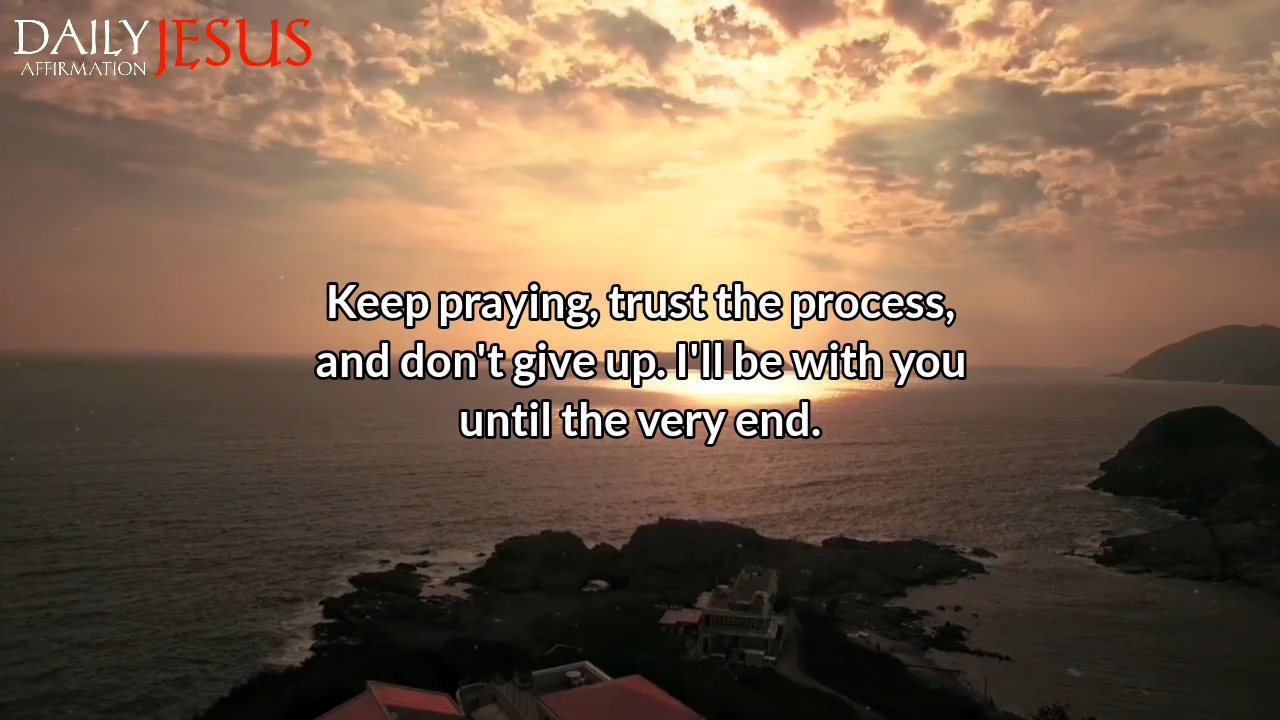 DAILY JESUS
AFFIRMATION
Keep praying, trust the process,
and don't give up. I'll be with you
until the very end.